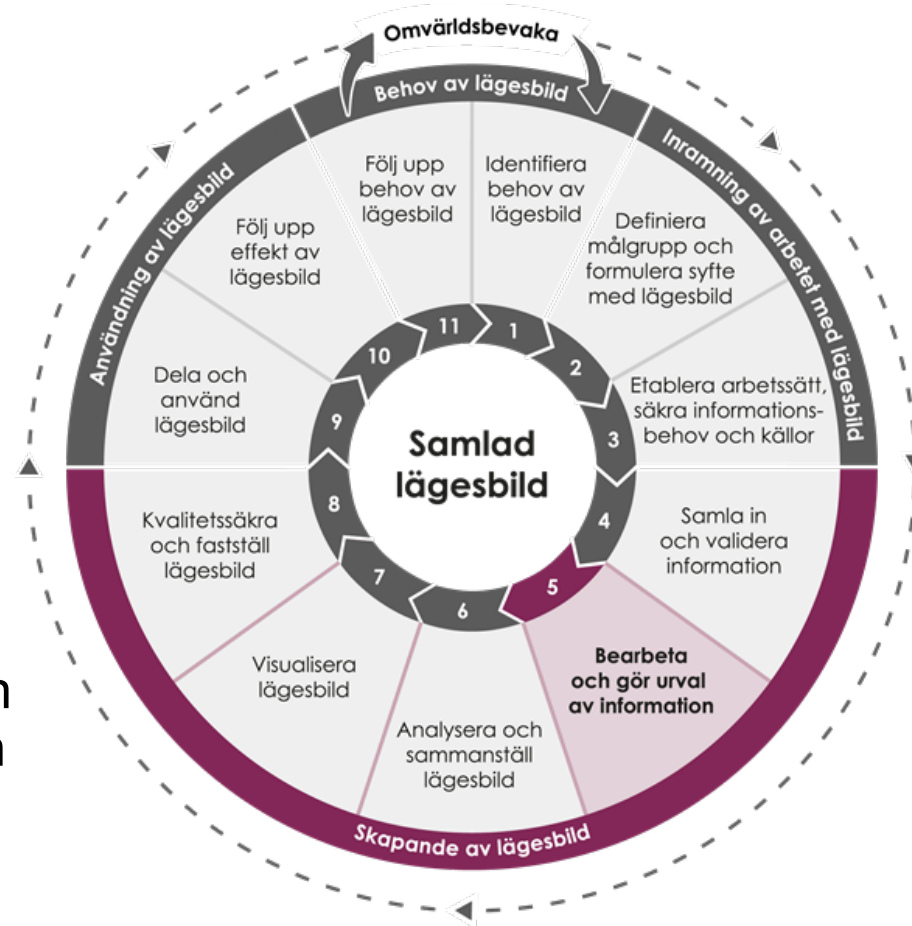 Omvärldsbevaka
Behov av lägesbild
Inramning av arbetet med lägesbild
Användning av lägesbild
Skapande av lägesbild
Samlad
lägesbild
1
Identifiera
behov av
lägesbild
2
Definiera
målgrupp och
formulera syfte
med lägesbild
3
Etablera arbetssätt,
säkra informations-
behov och källor
4
Samla in
och validera
information
5
Bearbeta
och gör urval
av information
6
Analysera och
sammanställ
lägesbild
7
Visualisera
lägesbild
8
Kvalitetssäkra
och fastställ
lägesbild
9
Dela och
använd
lägesbild
10
Följ upp
effekt av
lägesbild
11
Följ upp
behov av
lägesbild